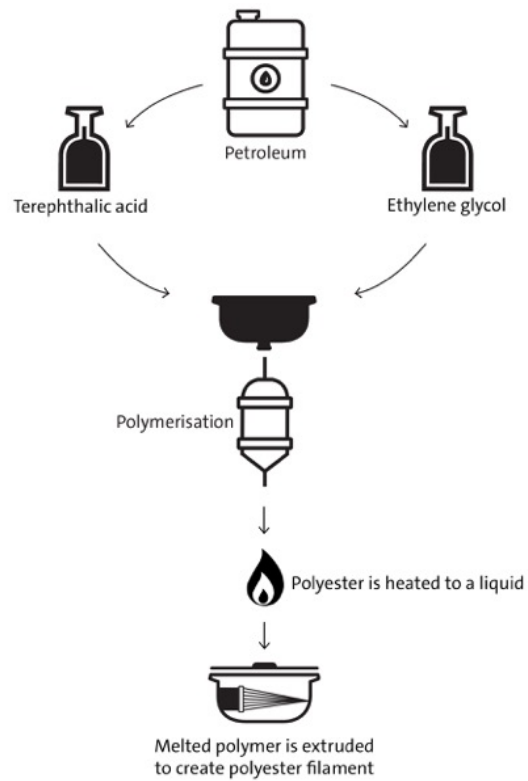 Petroleum
Terephthalic acid
Ethylene glycol
Polymerisation
Polyester is heated to a liquid
Melted polymer is extruded
to create polyester filament